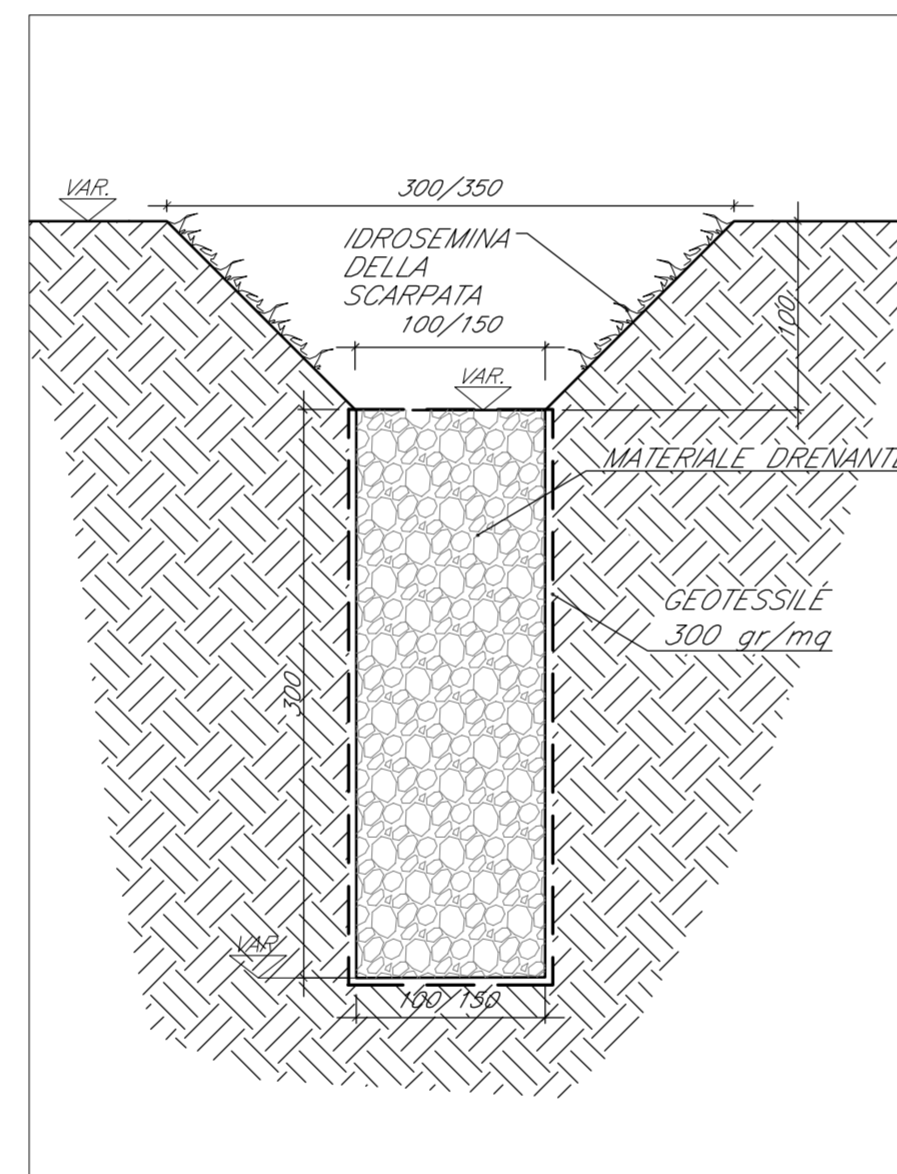 VAR.
300/350
IDROSEMINA
DELLA
SCARPATA
100/150
100
VAR.
MATERIALE DRENANTE
GEOTESSILE
300 gr/mq
300
VAR.
100/150